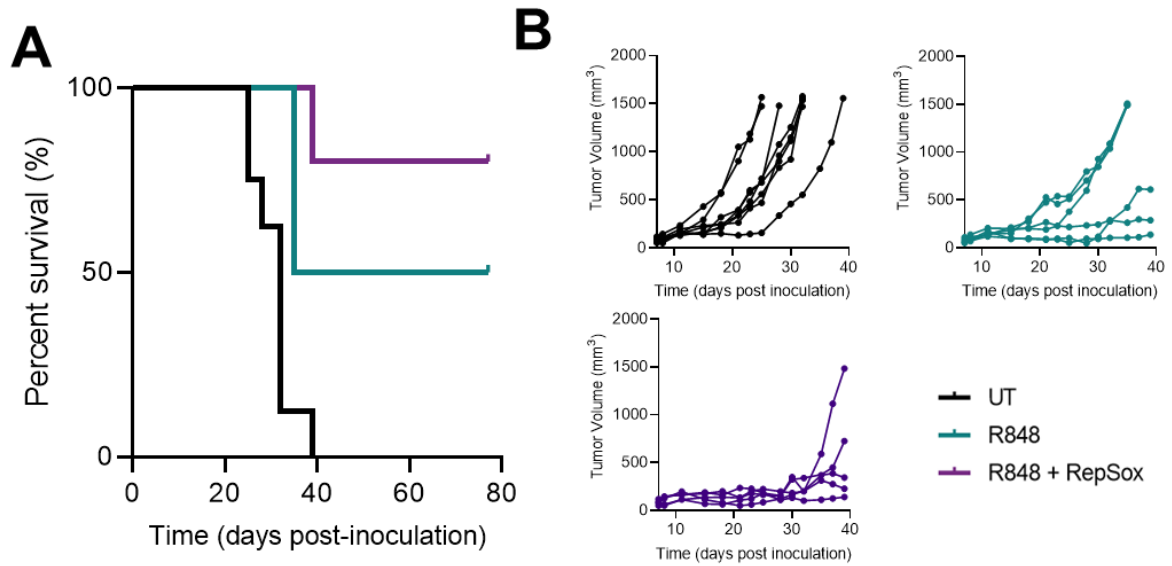 A
Percent survival (%)
100
50
0
0 20 40 60 80
Time (days post-inoculation)
B
Tumor Volume (mm³)
2000
1500
1000
500
0
10 20 30 40
Time (days post inoculation)
Tumor Volume (mm³)
2000
1500
1000
500
0
10 20 30 40
Time (days post inoculation)
Tumor Volume (mm³)
2000
1500
1000
500
0
10 20 30 40
Time (days post inoculation)
UT
R848
R848 + RepSox